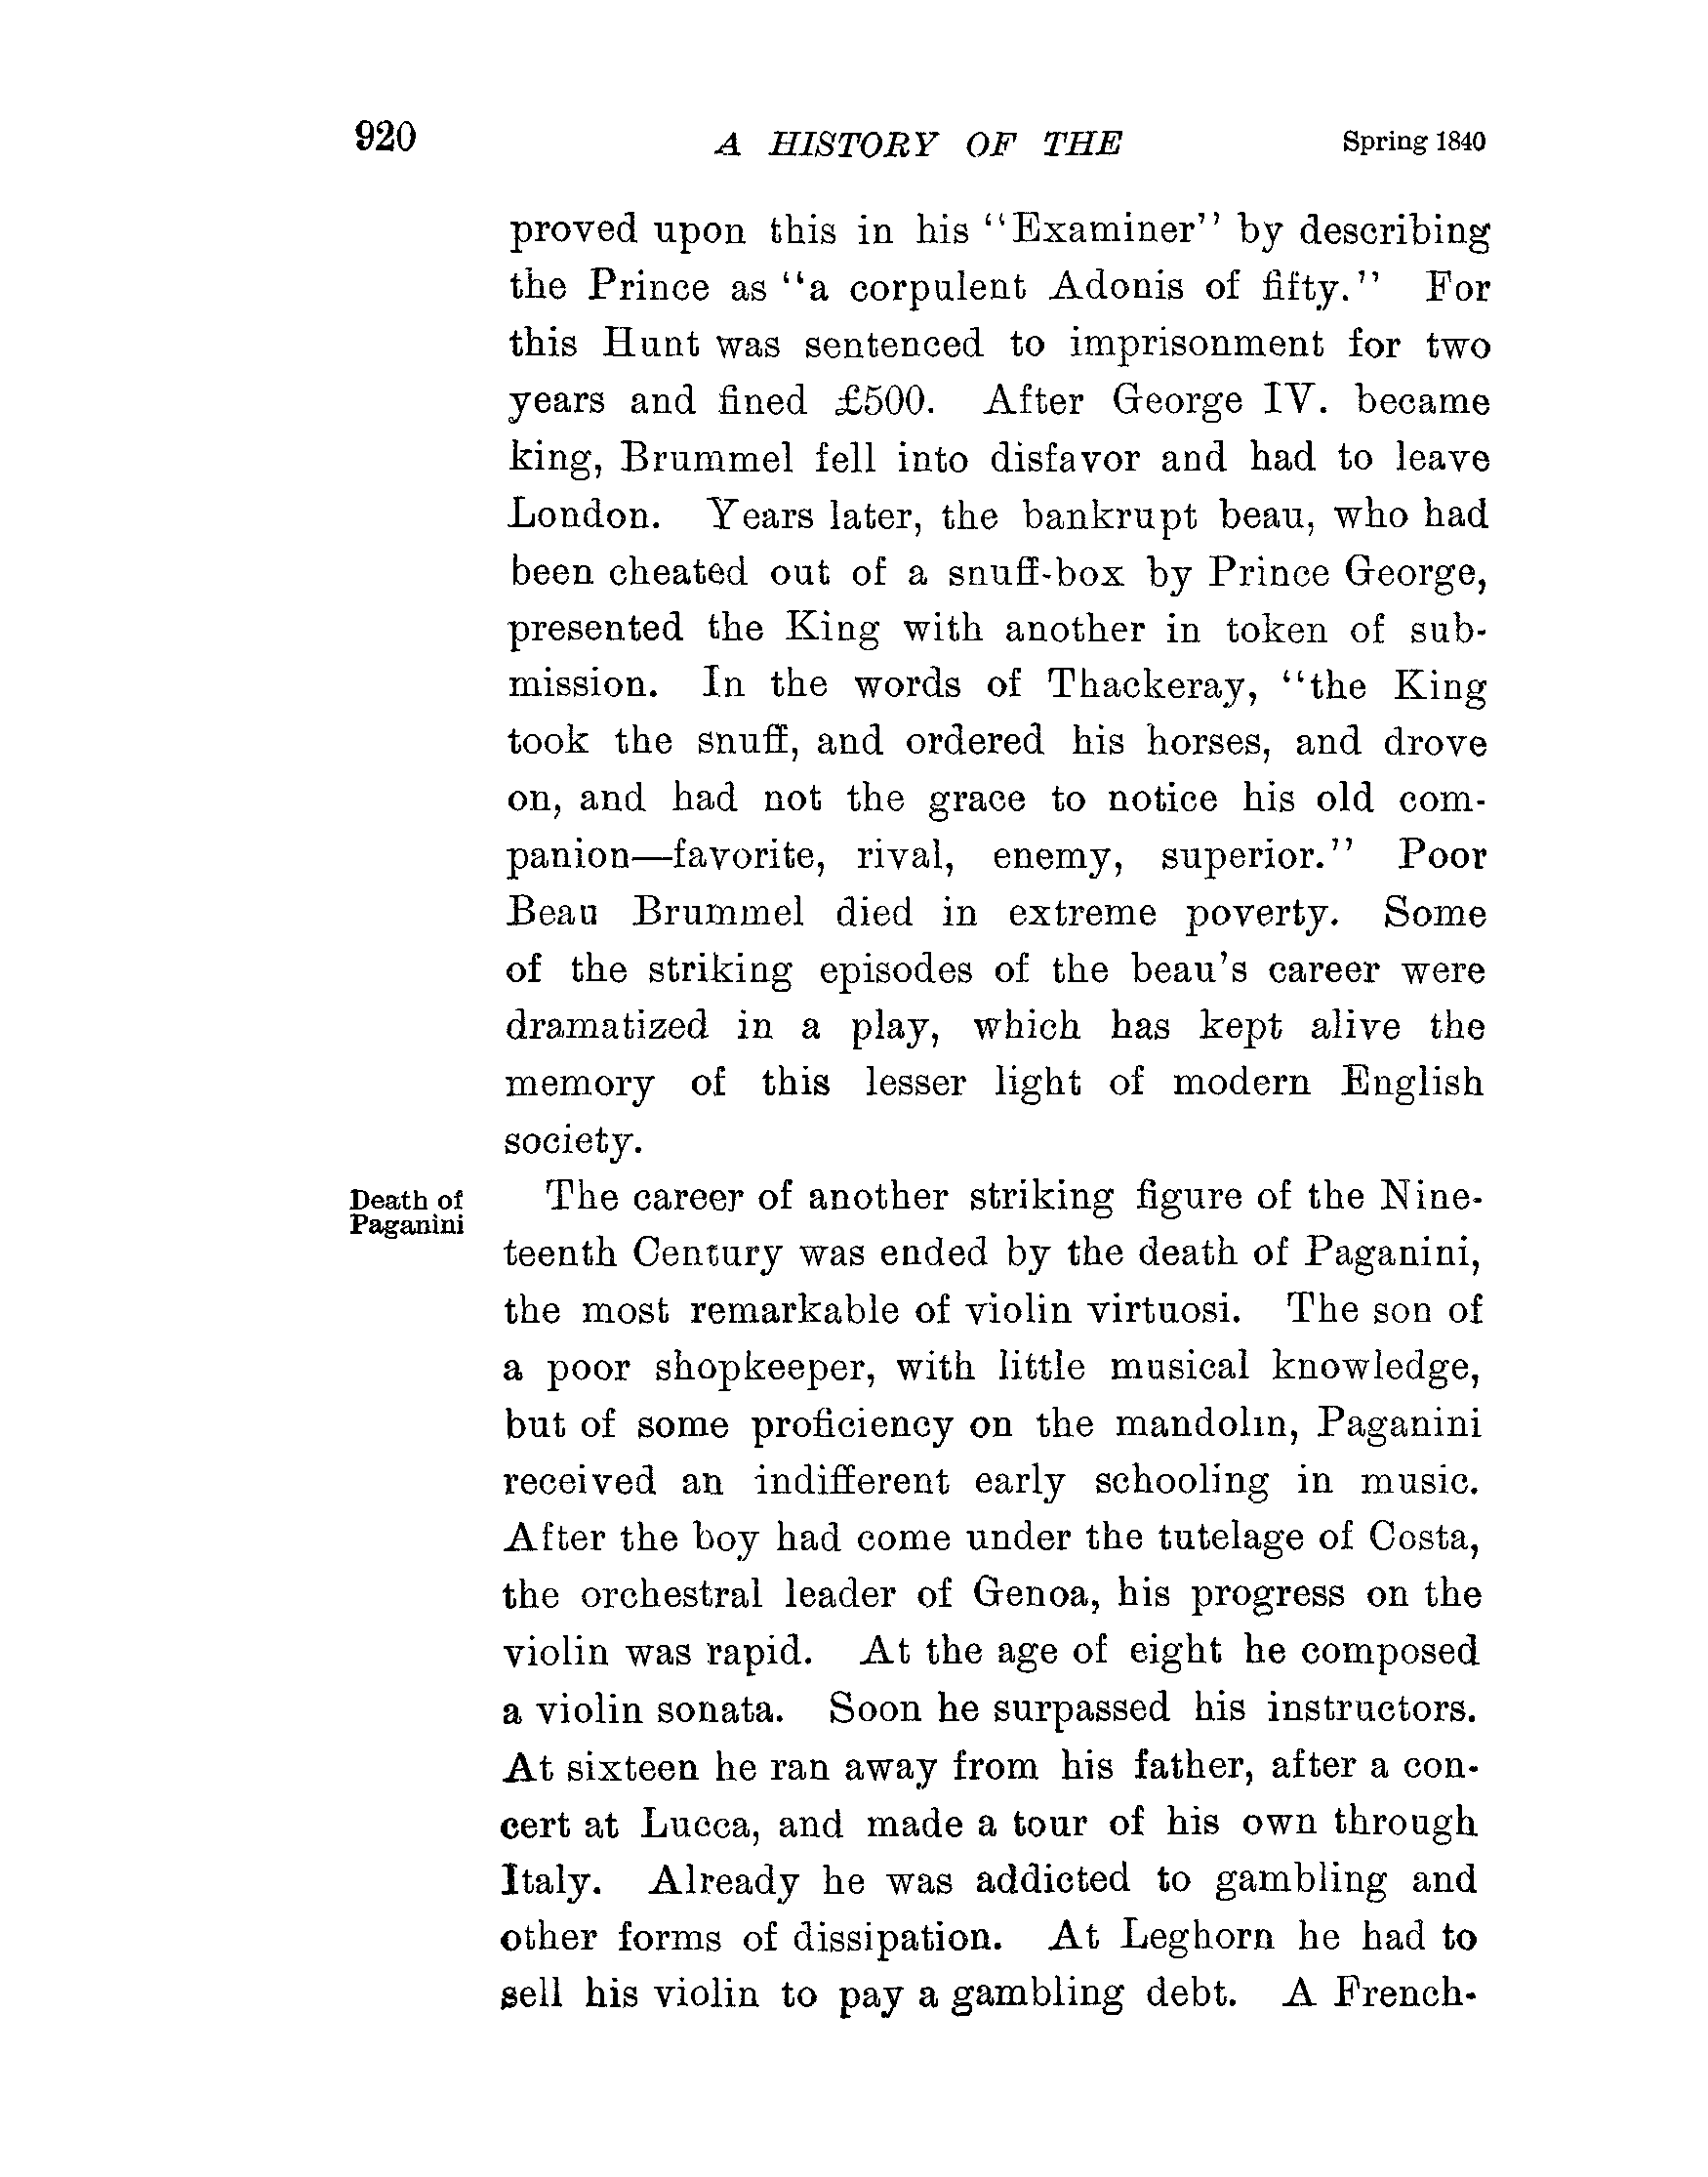 920 A HISTORY OF THE Spring 1840
proved upon this in his "Examiner" by describing
the Prince as "a corpulent Adonis of fifty." For
this Hunt was sentenced to imprisonment for two
years and fined £500. After George IV. became
king, Brummel fell into disfavor and had to leave
London. Years later, the bankrupt beau, who had
been cheated out of a snuff-box by Prince George,
presented the King with another in token of sub-
mission. In the words of Thackeray, "the King
took the snuff, and ordered his horses, and drove
on, and had not the grace to notice his old com-
panion—favorite, rival, enemy, superior." Poor
Beau Brummel died in extreme poverty. Some
of the striking episodes of the beau's career were
dramatized in a play, which has kept alive the
memory of this lesser light of modern English
society.
Death of
Paganini
The career of another striking figure of the Nine-
teenth Century was ended by the death of Paganini,
the most remarkable of violin virtuosi. The son of
a poor shopkeeper, with little musical knowledge,
but of some proficiency on the mandolin, Paganini
received an indifferent early schooling in music.
After the boy had come under the tutelage of Costa,
the orchestral leader of Genoa, his progress on the
violin was rapid. At the age of eight he composed
a violin sonata. Soon he surpassed his instructors.
At sixteen he ran away from his father, after a con-
cert at Lucca, and made a tour of his own through
Italy. Already he was addicted to gambling and
other forms of dissipation. At Leghorn he had to
sell his violin to pay a gambling debt. A French-